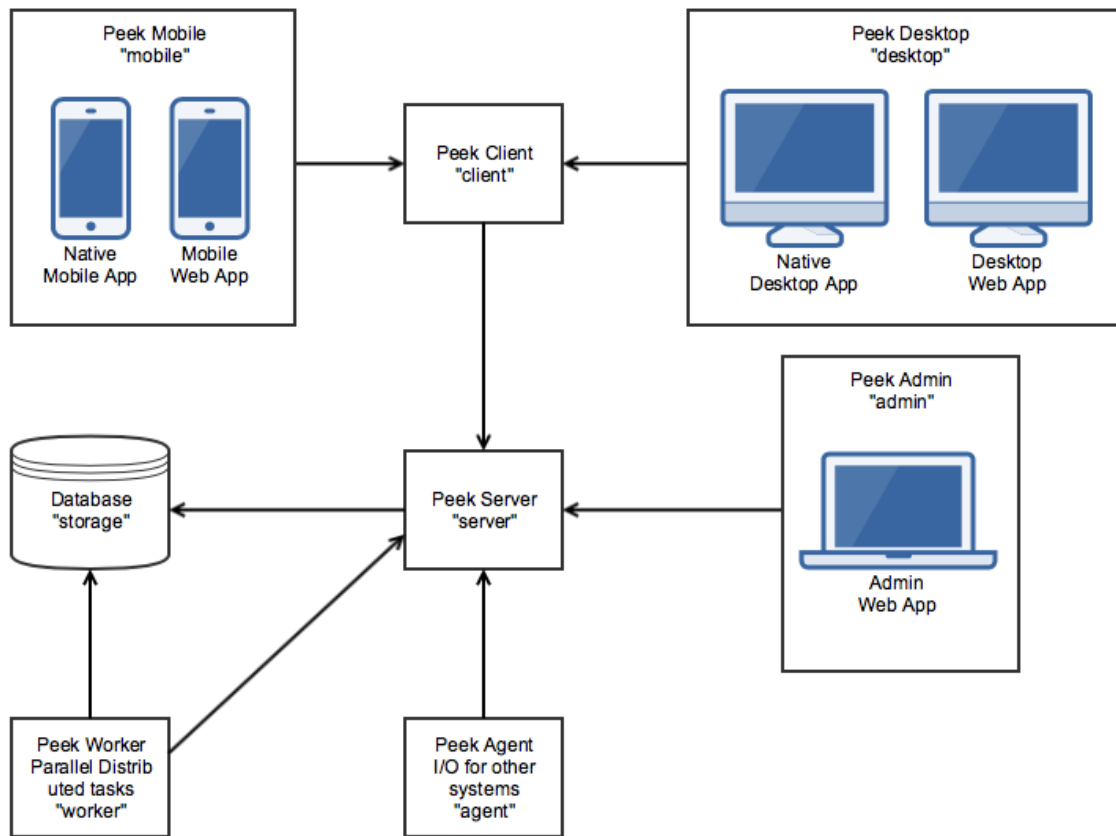 Peek Mobile
"mobile"
Native
Mobile App
Mobile
Web App
Peek Client
"client"
Peek Desktop
"desktop"
Native
Desktop App
Desktop
Web App
Peek Admin
"admin"
Admin
Web App
Database
"storage"
Peek Server
"server"
Peek Worker
Parallel Distrib
uted tasks
"worker"
Peek Agent
I/O for other
systems
"agent"